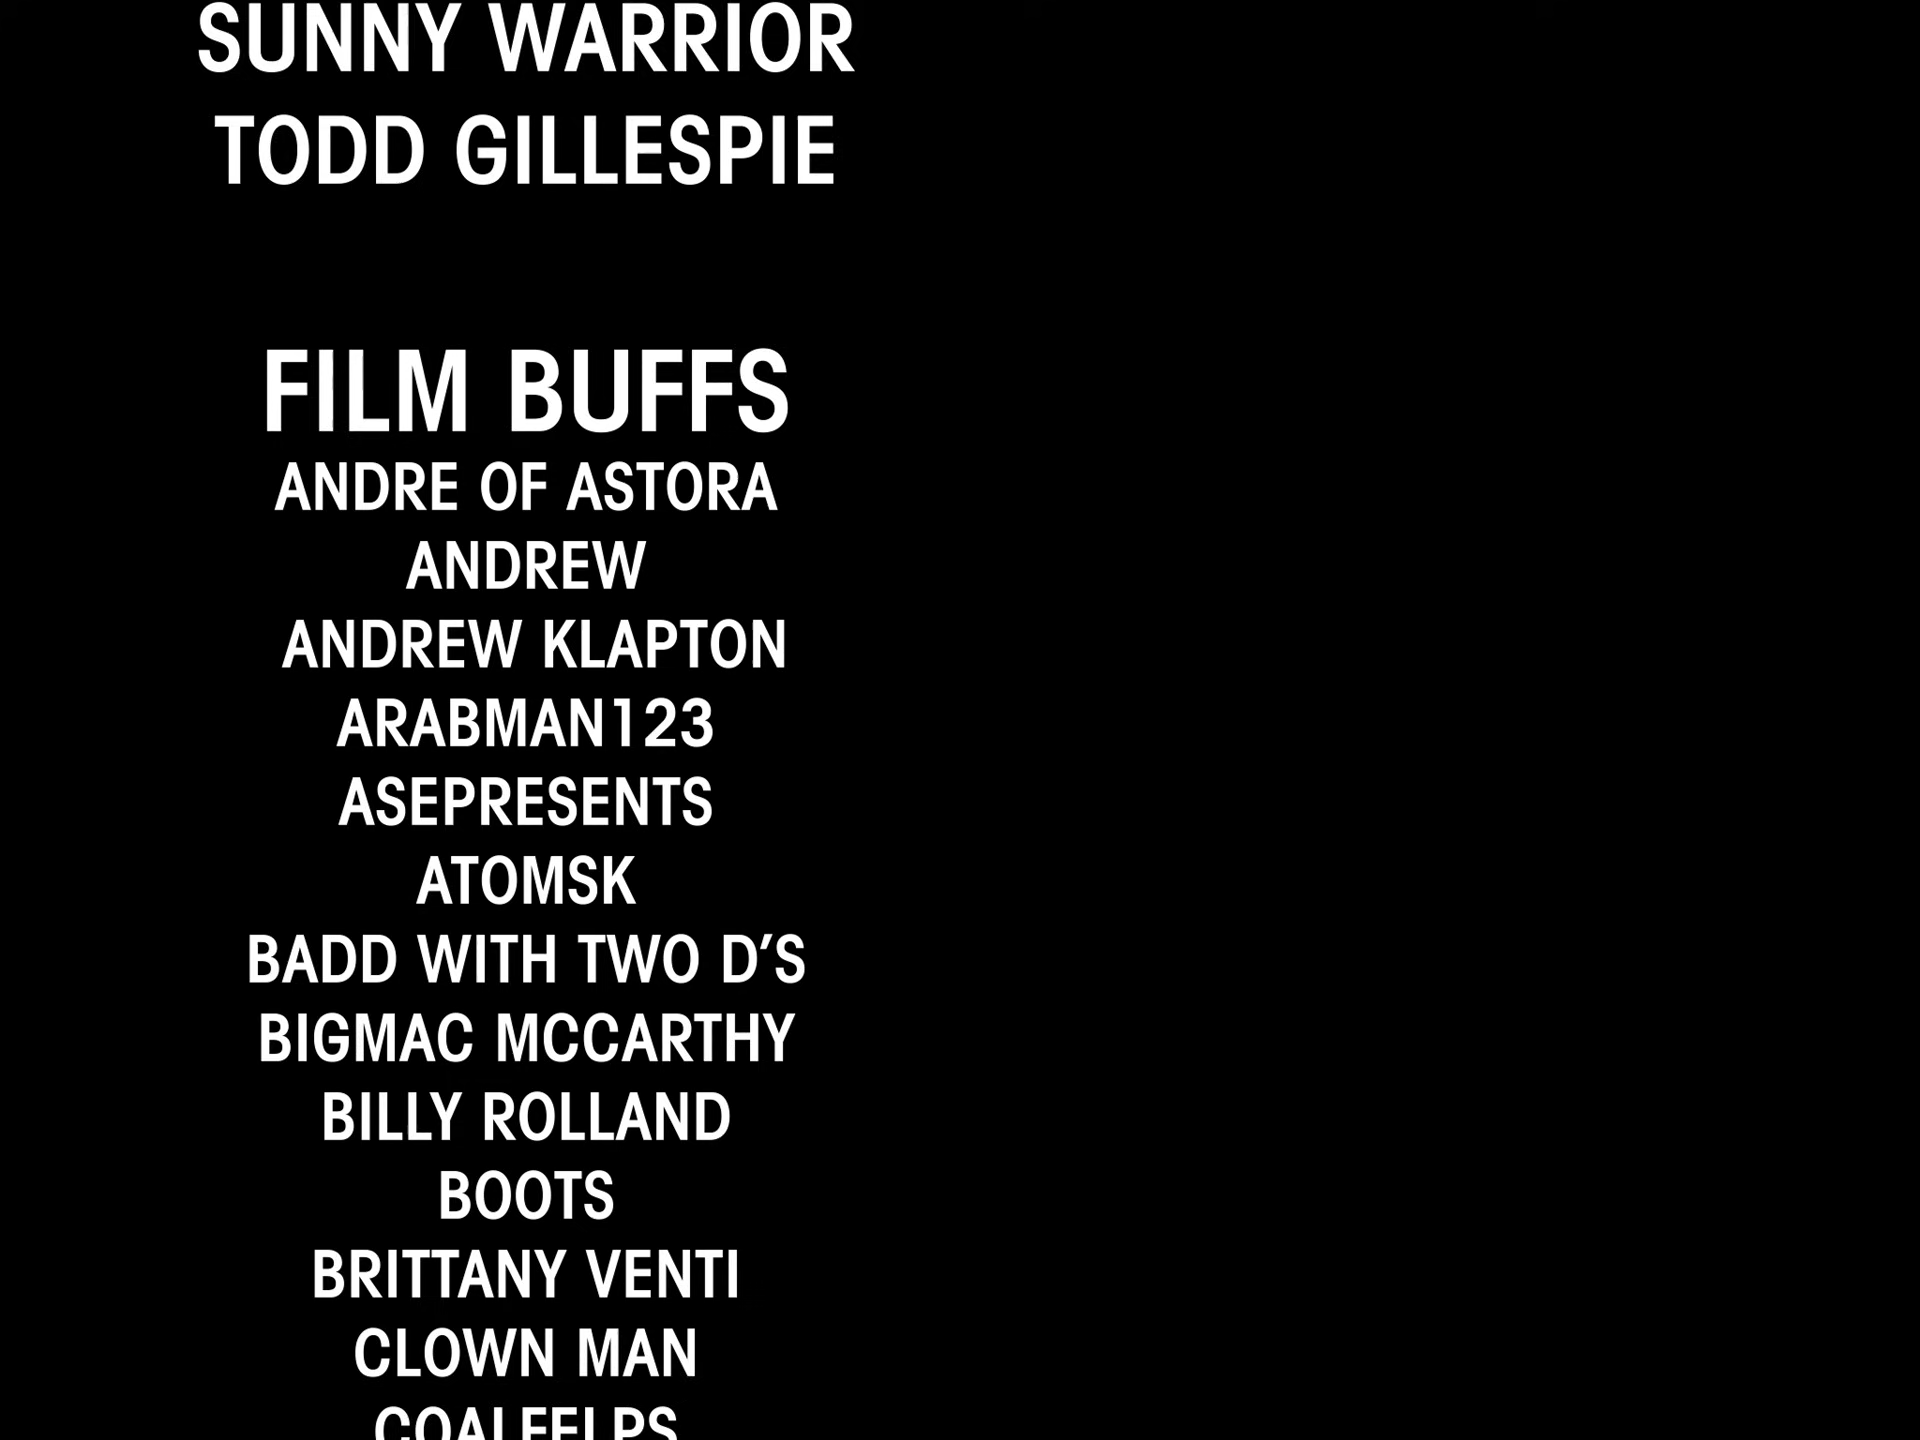 SUNNY WARRIOR
TODD GILLESPIE
FILM BUFFS
ANDRE OF ASTORA
ANDREW
ANDREW KLAPTON
ARABMAN123
ASEPRESENTS
ATOMSK
BADD WITH TWO D’S
BIGMAC MCCARTHY
BILLY ROLLAND
BOOTS
BRITTANY VENTI
CLOWN MAN